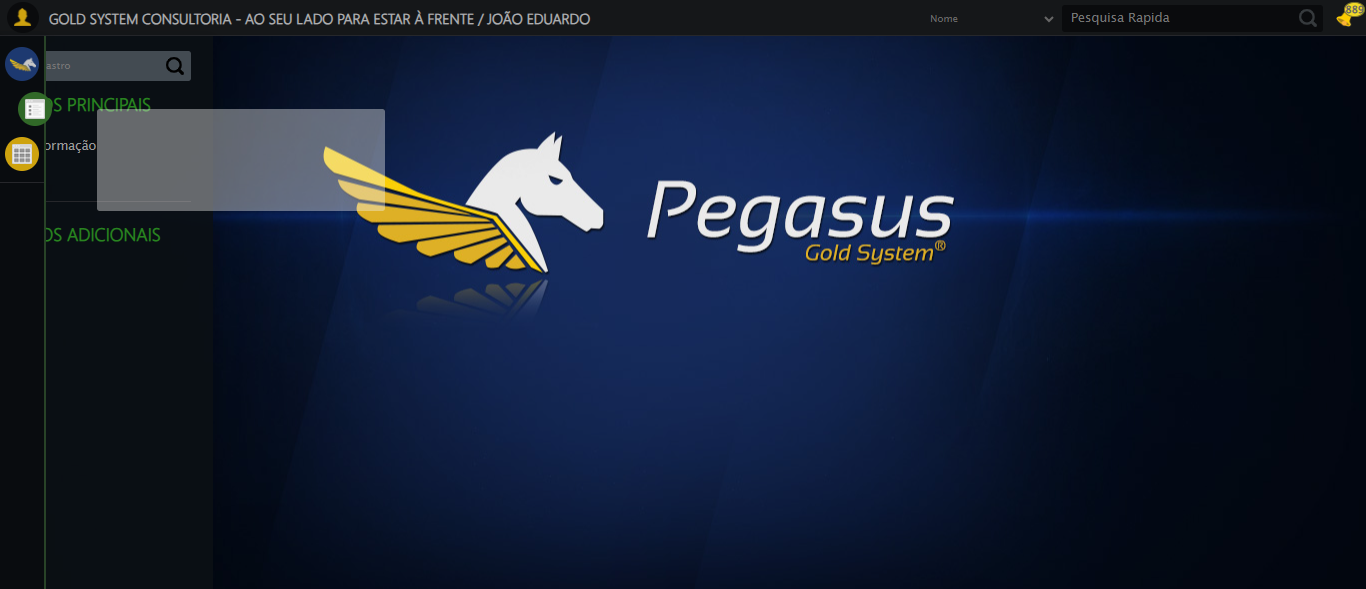 GOLD SYSTEM CONSULTORIA - AO SEU LADO PARA ESTAR À FRENTE / JOÃO EDUARDO
Nome
Pesquisa Rapida
889
astro
OS PRINCIPAIS
ormação
OS ADICIONAIS
Pegasus
Gold System®